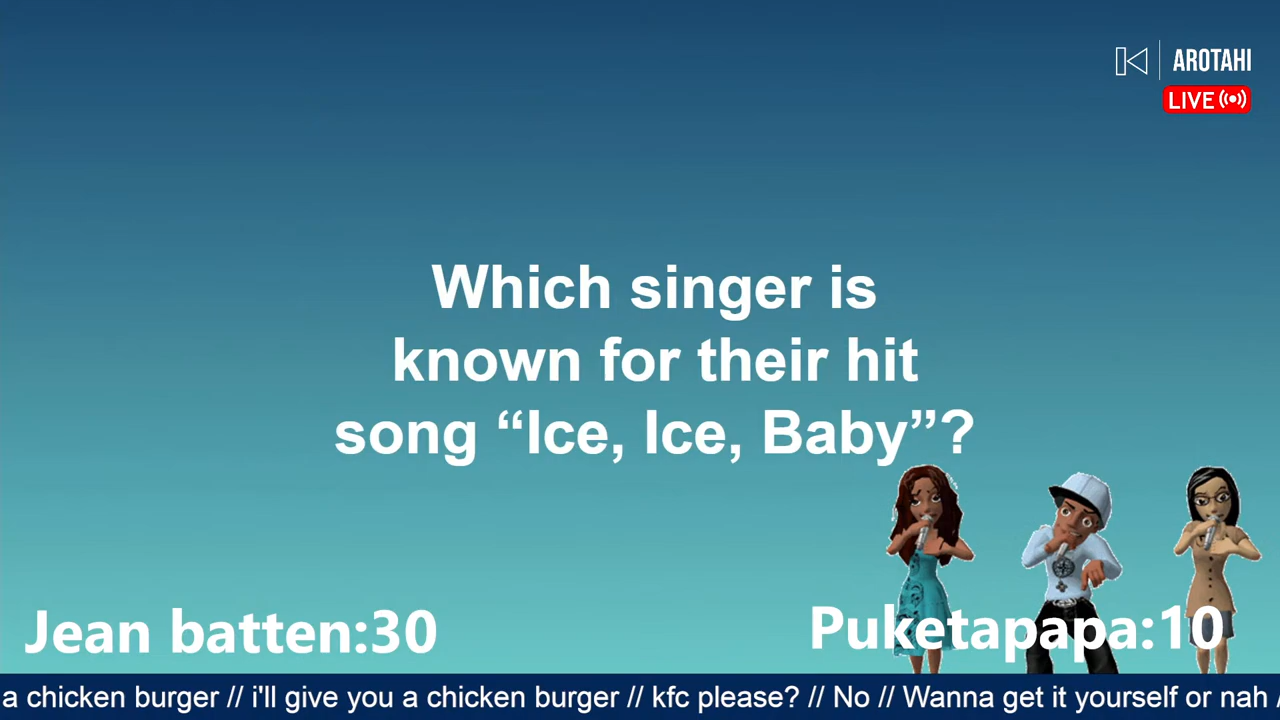 AROTAHI
LIVE
Which singer is
known for their hit
song “Ice, Ice, Baby”?
Jean batten:30
Puketapapa:10
a chicken burger // i'll give you a chicken burger // kfc please? // No // Wanna get it yourself or nah /